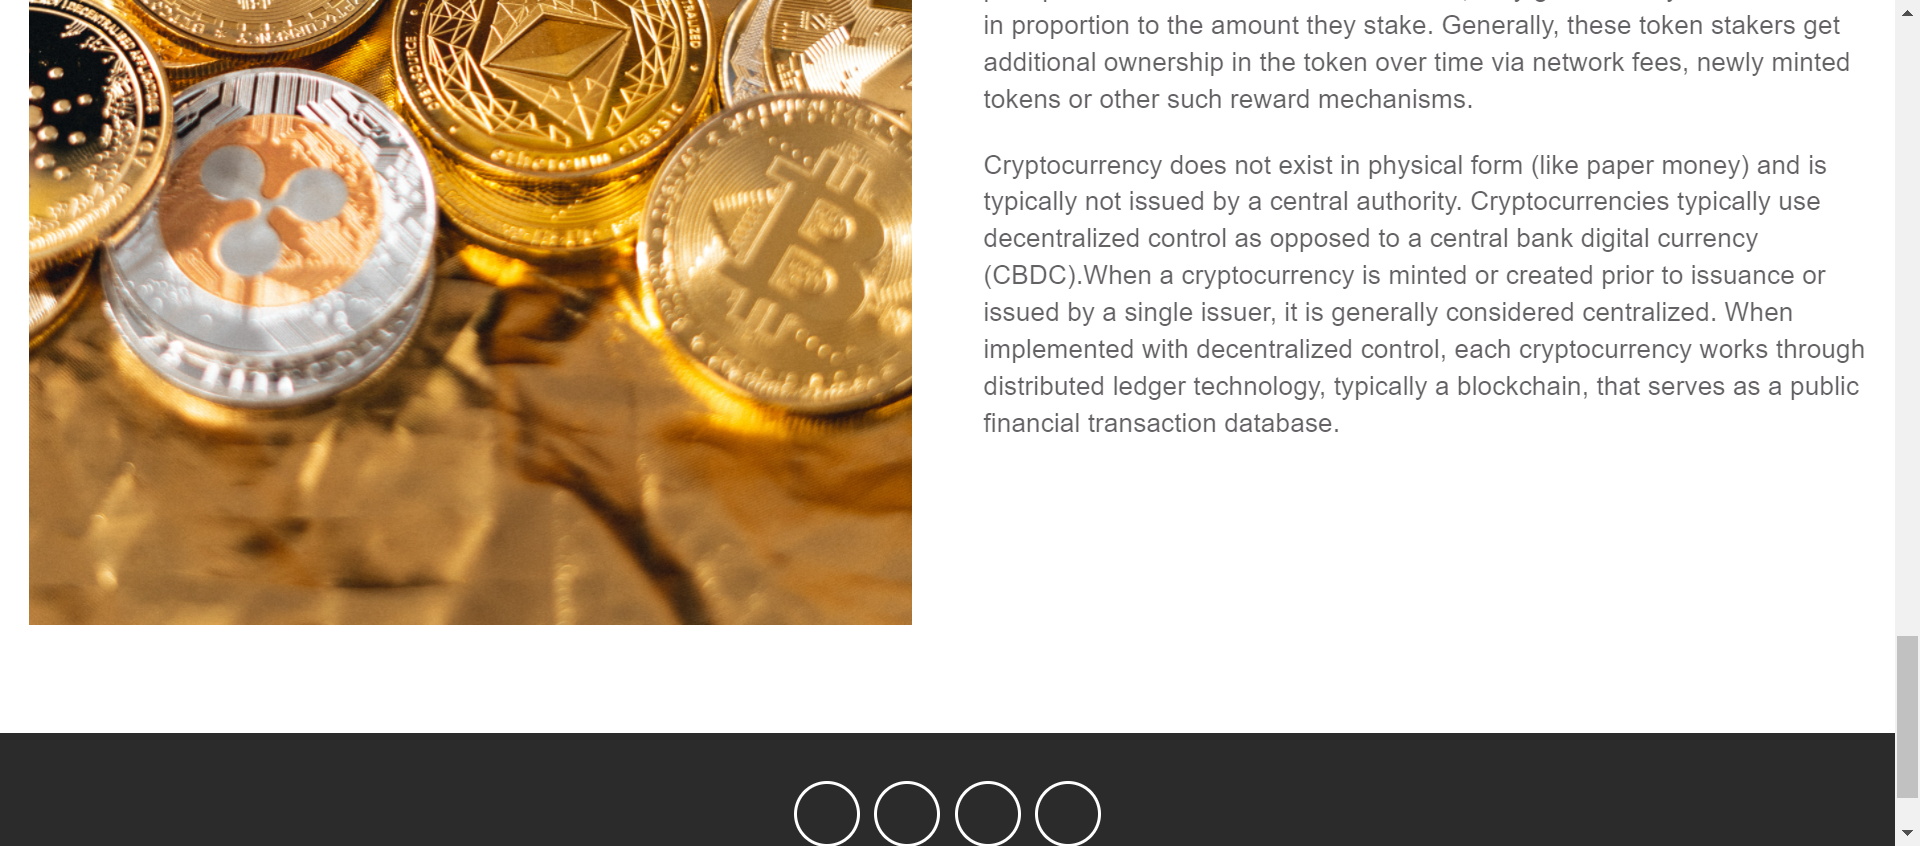 in proportion to the amount they stake. Generally, these token stakers get
additional ownership in the token over time via network fees, newly minted
tokens or other such reward mechanisms.
Cryptocurrency does not exist in physical form (like paper money) and is
typically not issued by a central authority. Cryptocurrencies typically use
decentralized control as opposed to a central bank digital currency
(CBDC).When a cryptocurrency is minted or created prior to issuance or
issued by a single issuer, it is generally considered centralized. When
implemented with decentralized control, each cryptocurrency works through
distributed ledger technology, typically a blockchain, that serves as a public
financial transaction database.
ADA
ethereum classic